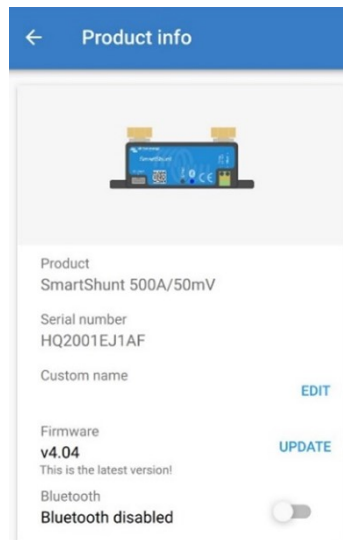 Product info
SmartShunt
Product
SmartShunt 500A/50mV
Serial number
HQ2001EJ1AF
Custom name
EDIT
Firmware
v4.04
UPDATE
This is the latest version!
Bluetooth
Bluetooth disabled